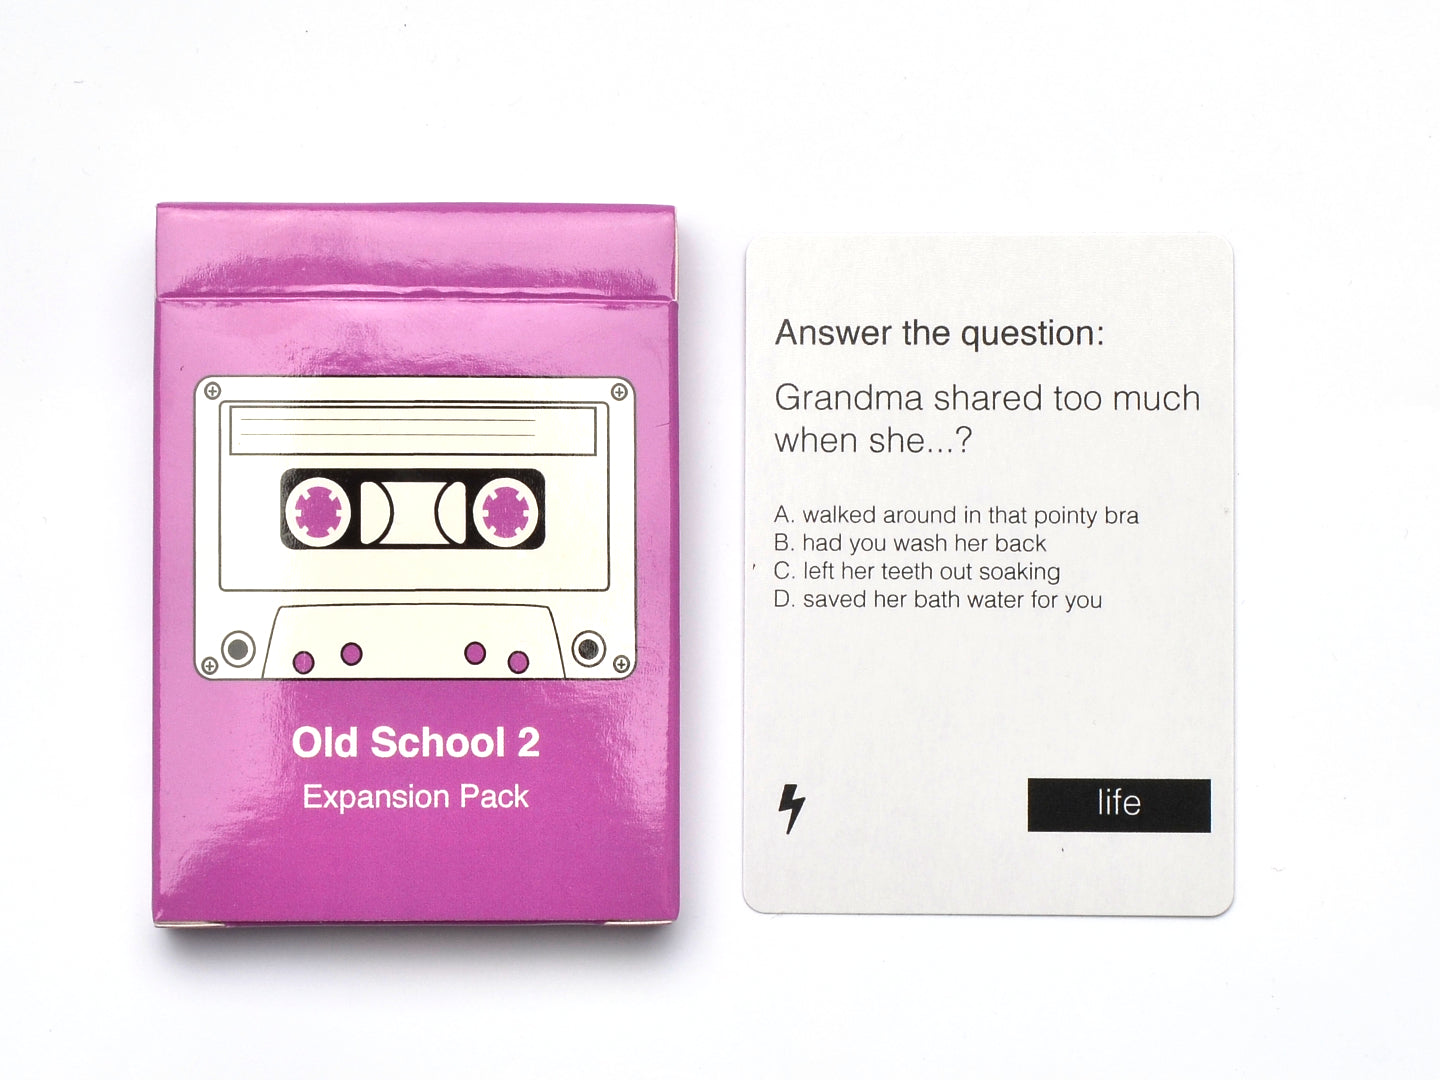 Old School 2
Expansion Pack
Answer the question:
Grandma shared too much
when she...?
A. walked around in that pointy bra
B. had you wash her back
C. left her teeth out soaking
D. saved her bath water for you
life